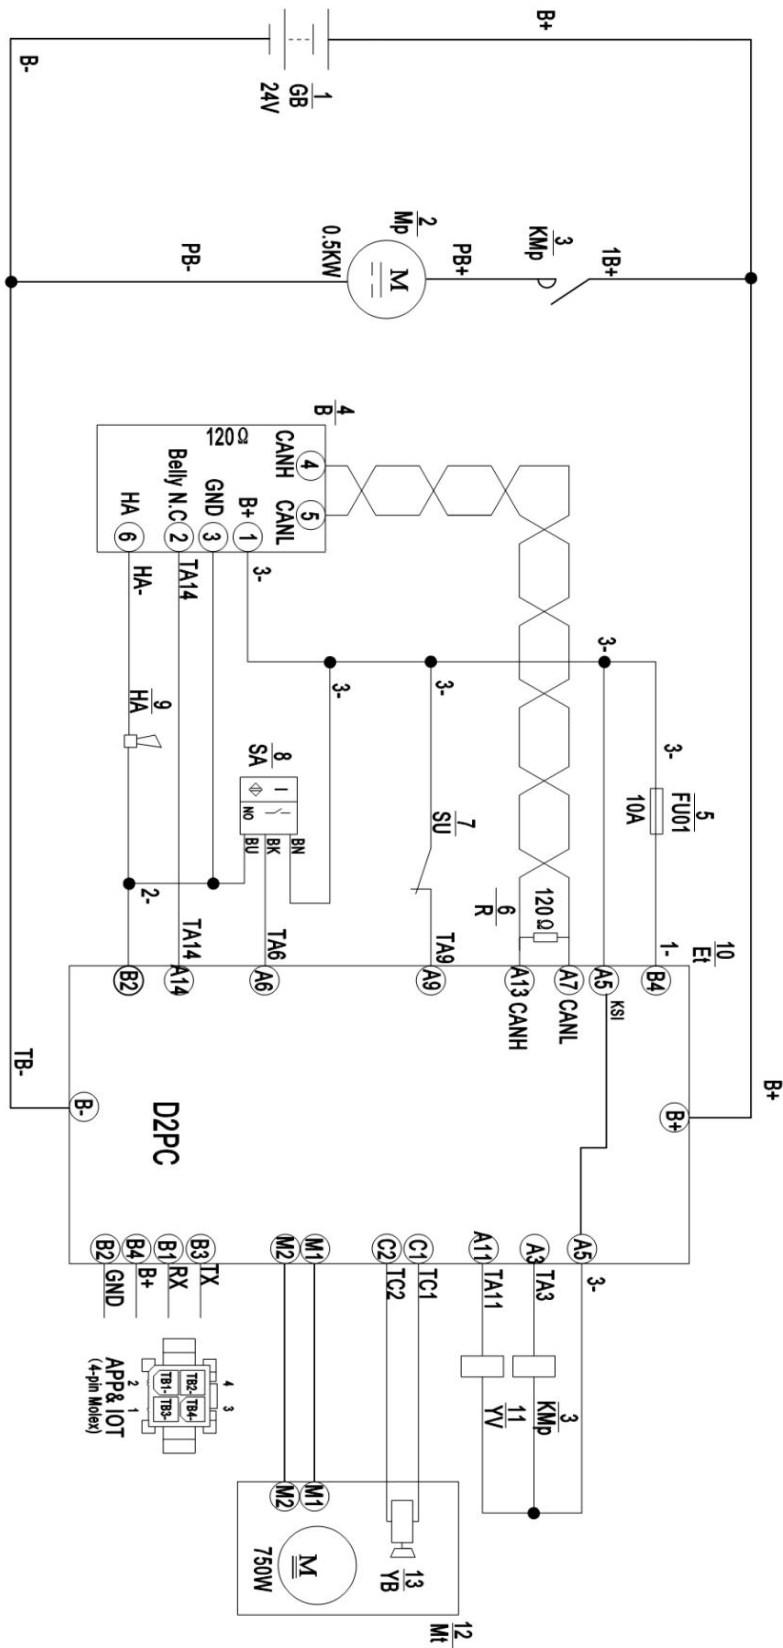 B+
B+
1B+
3
KMp
PB+
2
Mp
M
0.5KW
PB-
1
GB
24V
B-
TB-
4
B
CANH
4
CANL
5
120Ω
B+
1
GND
3
Belly N.C
2
HA
6
3-
TA14
HA-
9
HA
8
SA
NO
BN
BK
BU
3-
3-
3-
3-
5
FU01
10A
7
SU
6
R
120Ω
2-
TA14
TA6
TA9
1-
10
Et
B4
A5
KSI
A7
CANL
A13
CANH
A9
A6
A14
B2
B+
B-
D2PC
A5
3-
A3
TA3
A11
TA11
C1
TC1
C2
TC2
M1
M2
B3
TX
B1
RX
B4
B+
B2
GND
3
KMp
11
YV
4
3
TB2-
TB4-
TB1-
TB3-
2
1
APP& IOT
(4-pin Molex)
12
Mt
13
YB
M1
M2
M
750W